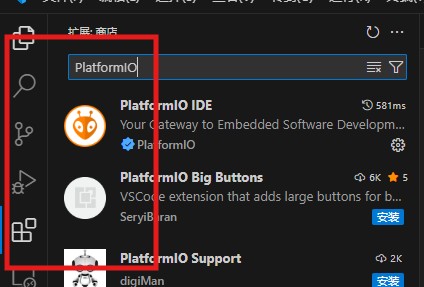 扩展: 商店
PlatformIO
PlatformIO IDE
581ms
Your Gateway to Embedded Software Developm...
PlatformIO
PlatformIO Big Buttons
6K
5
VSCode extension that adds large buttons for b...
SeryiBaran
安装
PlatformIO Support
2K
digiMan
安装